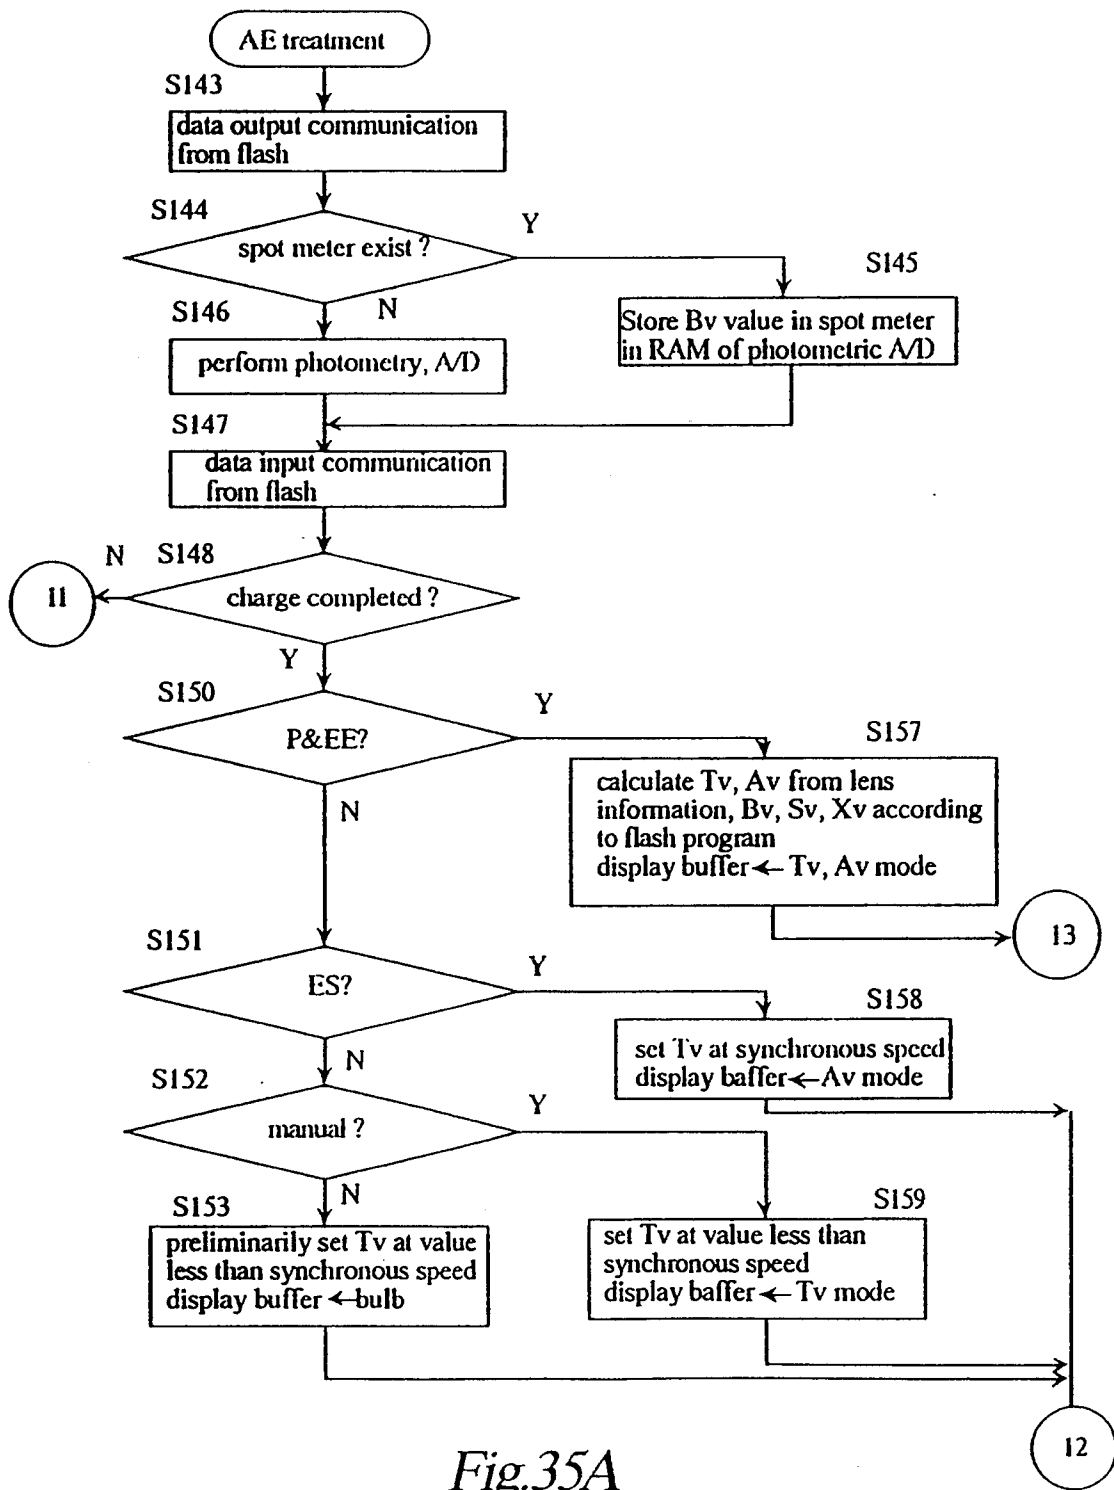 AE treatment
S143
data output communication
from flash
S144
spot meter exist ?
Y
N
S145
Store Bv value in spot meter
in RAM of photometric A/D
S146
perform photometry, A/D
S147
data input communication
from flash
S148
N
11
charge completed ?
Y
S150
P&EE?
Y
N
S157
calculate Tv, Av from lens
information, Bv, Sv, Xv according
to flash program
display buffer ← Tv, Av mode
13
S151
ES?
Y
N
S158
set Tv at synchronous speed
display baffer ← Av mode
S152
manual ?
Y
N
S153
preliminarily set Tv at value
less than synchronous speed
display buffer ← bulb
S159
set Tv at value less than
synchronous speed
display baffer ← Tv mode
12
Fig.35A